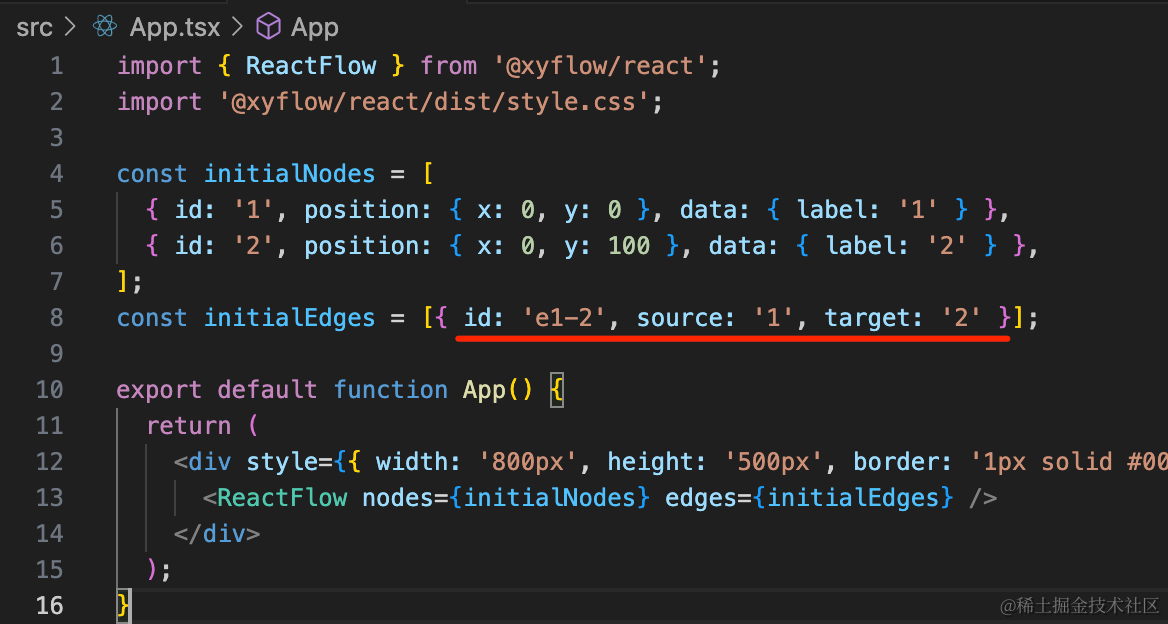 src > App.tsx > App
1 import { ReactFlow } from '@xyflow/react';
2 import '@xyflow/react/dist/style.css';
3
4 const initialNodes = [
5   { id: '1', position: { x: 0, y: 0 }, data: { label: '1' } },
6   { id: '2', position: { x: 0, y: 100 }, data: { label: '2' } },
7 ];
8 const initialEdges = [{ id: 'e1-2', source: '1', target: '2' }];
9
10 export default function App() {
11   return (
12     <div style={{ width: '800px', height: '500px', border: '1px solid #00
13       <ReactFlow nodes={initialNodes} edges={initialEdges} />
14     </div>
15   );
16 }
@稀土掘金技术社区